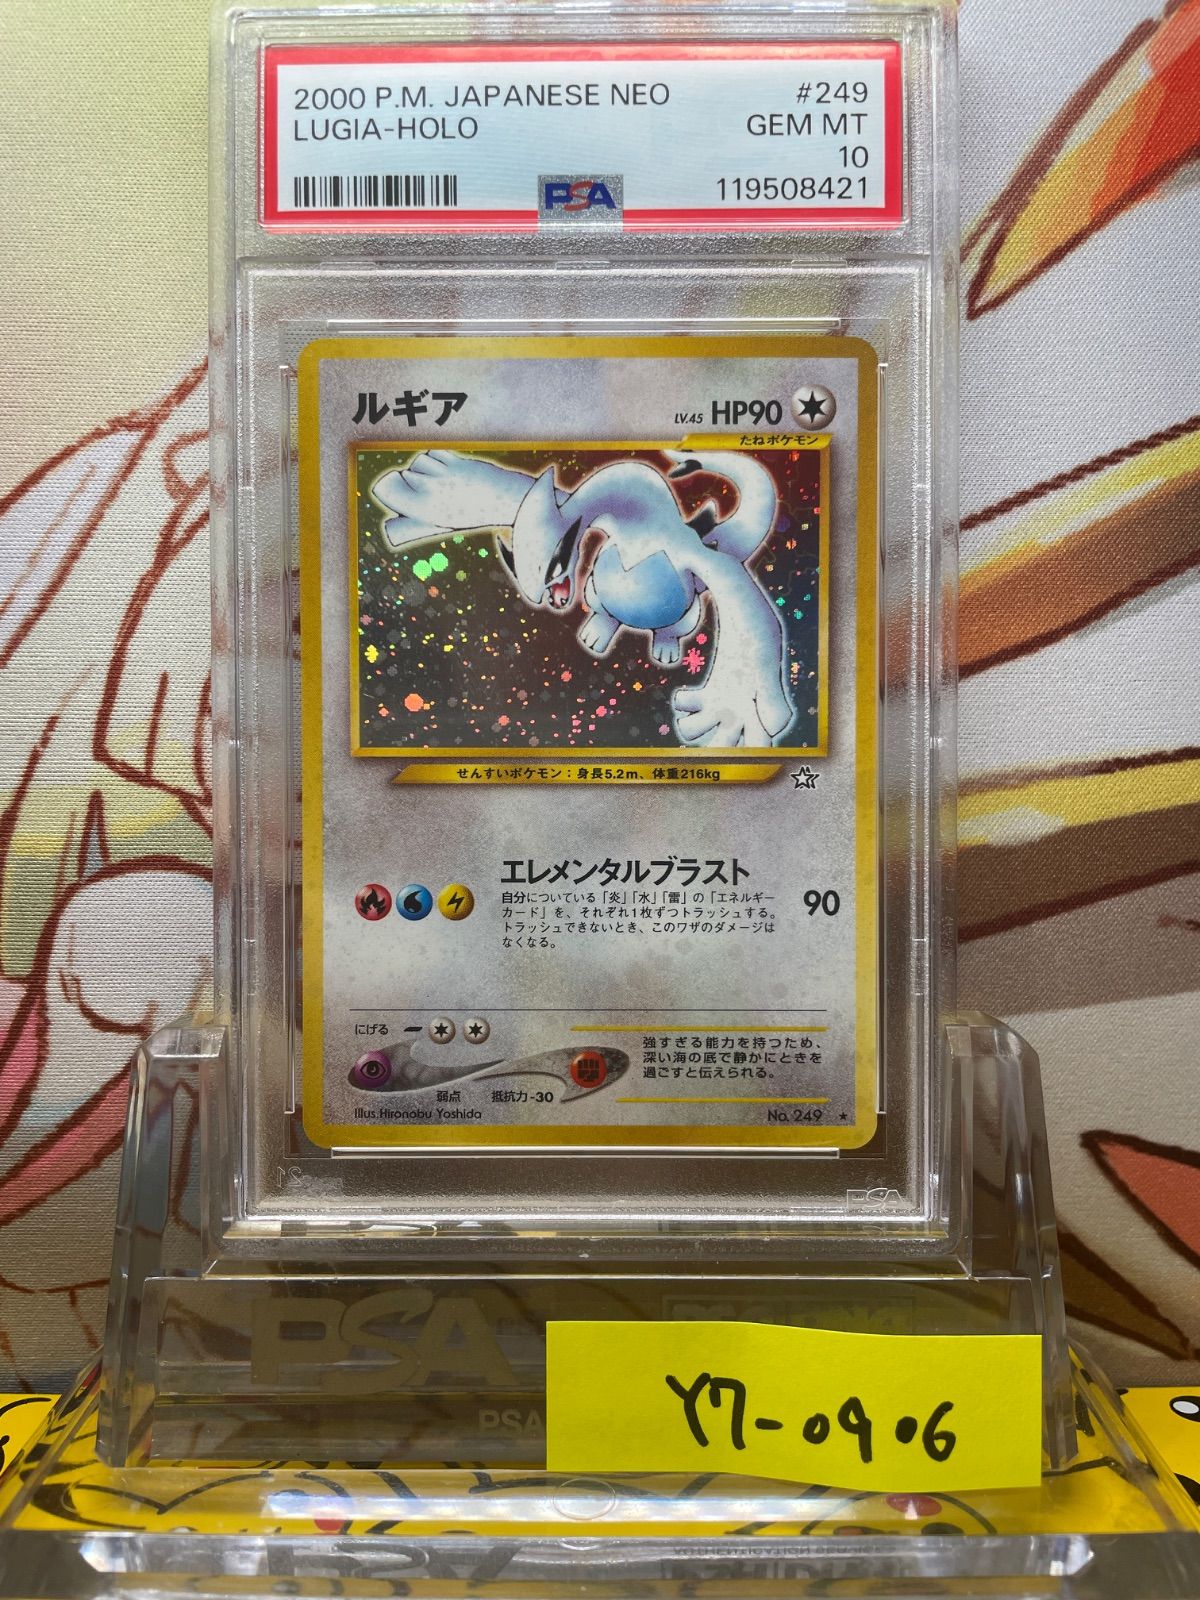 2000 P.M. JAPANESE NEO #249
LUGIA-HOLO GEM MT
10
PSA 119508421
ルギア LV.45 HP90
たねポケモン
せんすいポケモン：身長5.2m、体重216kg
エレメンタルブラスト
自分についている「炎」「水」「雷」の「エネルギー
カード」を、それぞれ1枚ずつトラッシュする。
トラッシュできないとき、このワザのダメージは
なくなる。
90
にげる
弱点 抵抗力-30
強すぎる能力を持つため、
深い海の底で静かにときを
過ごすと伝えられる。
Illus.Hironobu Yoshida No. 249 ★
PSA
PSA
PSA
Y7-0906